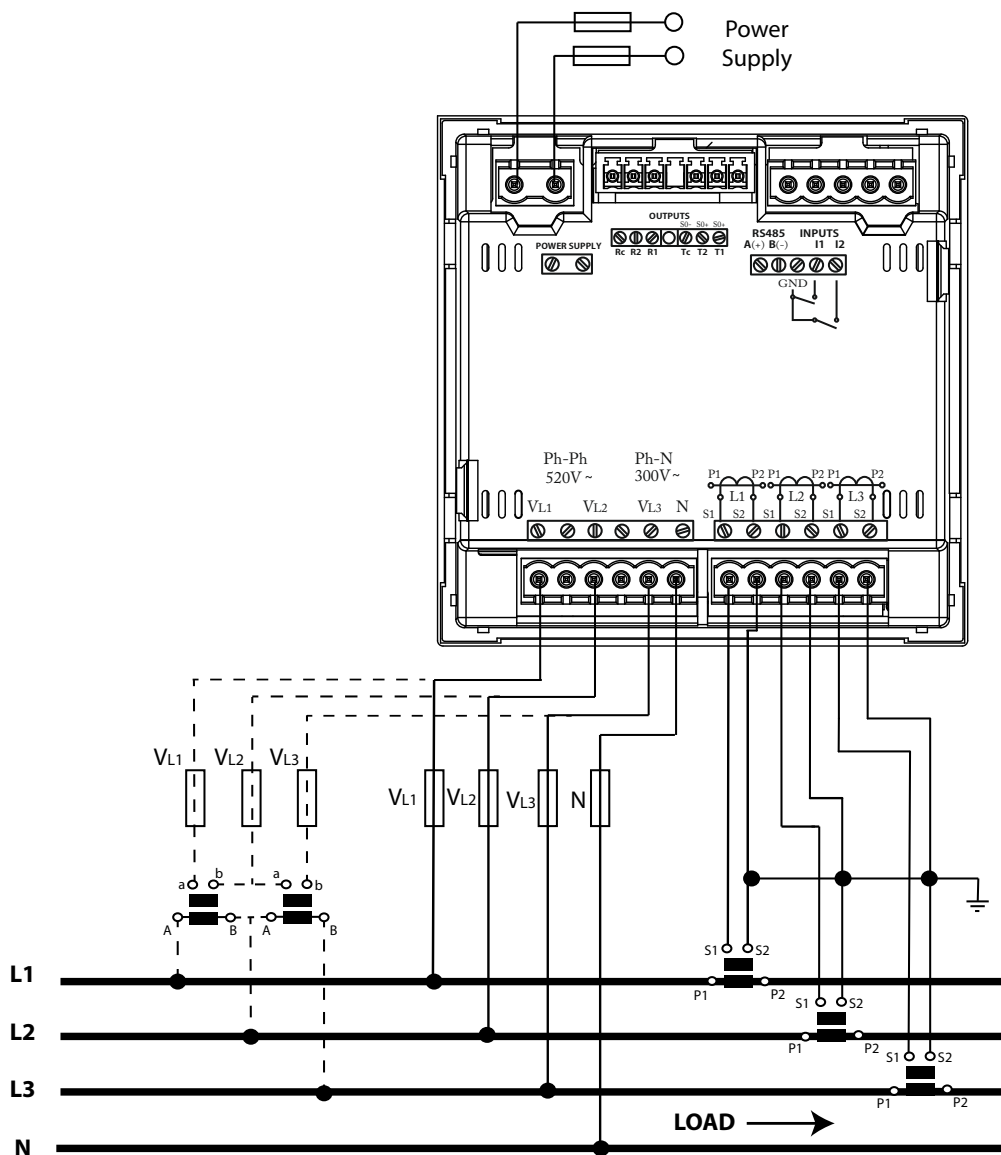 Power
Supply
OUTPUTS
S0- S0+ S0+
POWER SUPPLY
Rc R2 R1 Tc T2 T1
RS485 INPUTS
A(+) B(-) I1 I2
GND
Ph-Ph
520V ~
Ph-N
300V ~
VL1 VL2 VL3 N
P1 P2 P1 P2 P1 P2
L1 L2 L3
S1 S2 S1 S2 S1 S2
VL1 VL2 VL3
VL1 VL2 VL3 N
a b a b
A B A B
S1 S2
L1
P1 P2
S1 S2
L2
P1 P2
S1 S2
L3
P1 P2
LOAD
N